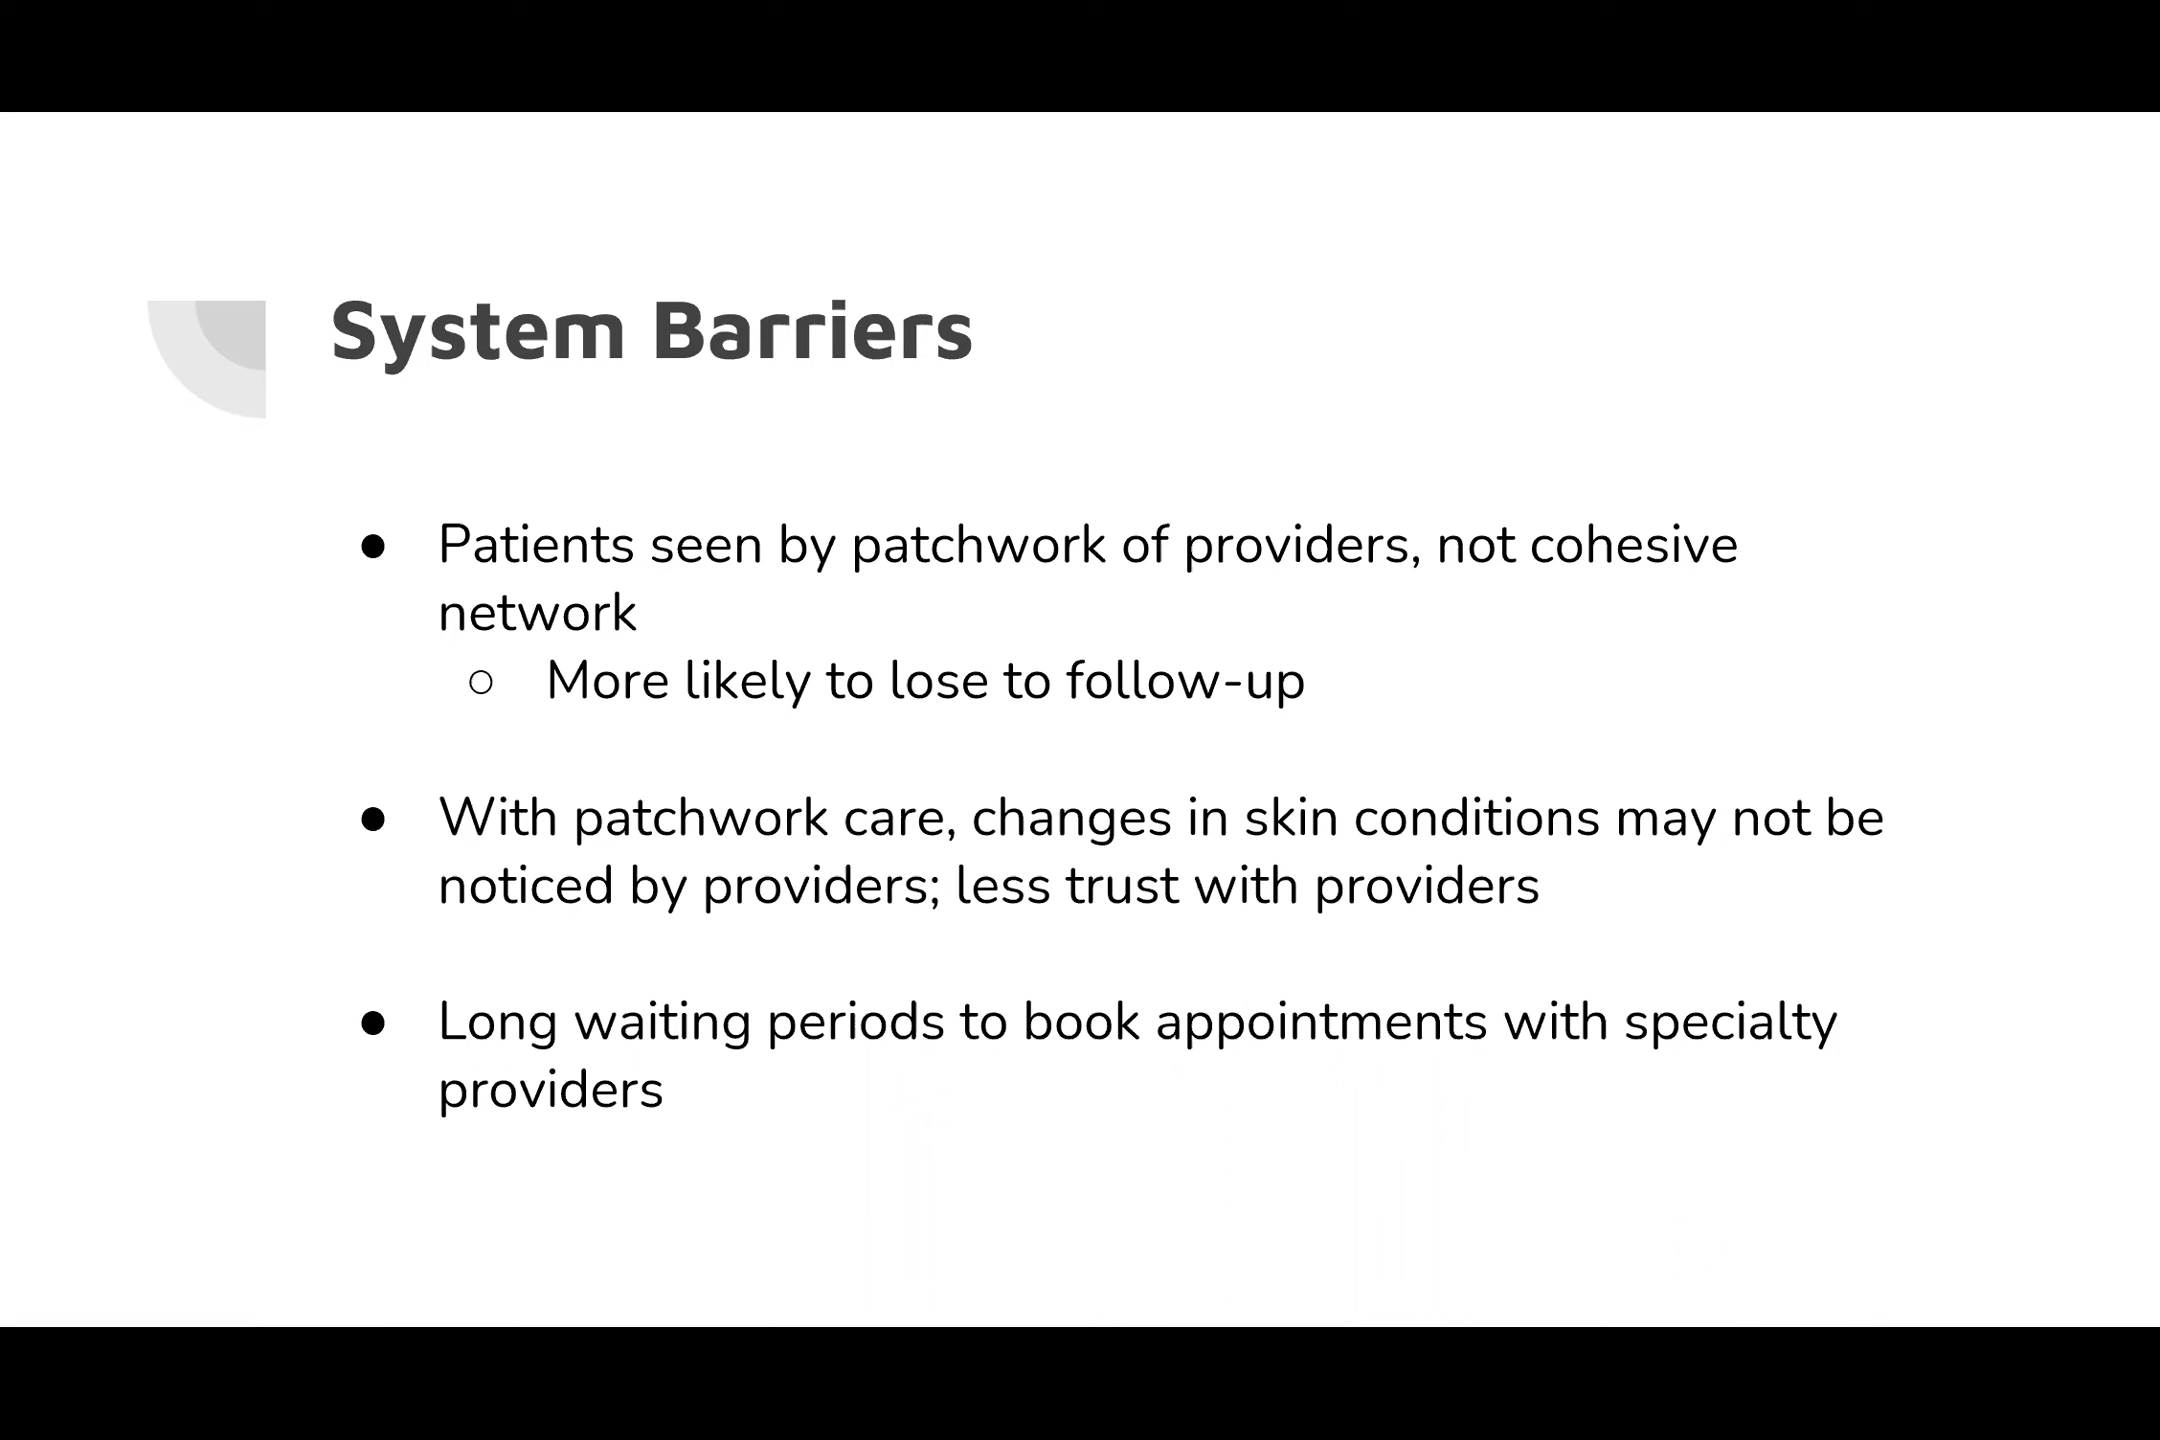 System Barriers
● Patients seen by patchwork of providers, not cohesive
network
○ More likely to lose to follow-up
● With patchwork care, changes in skin conditions may not be
noticed by providers; less trust with providers
● Long waiting periods to book appointments with specialty
providers